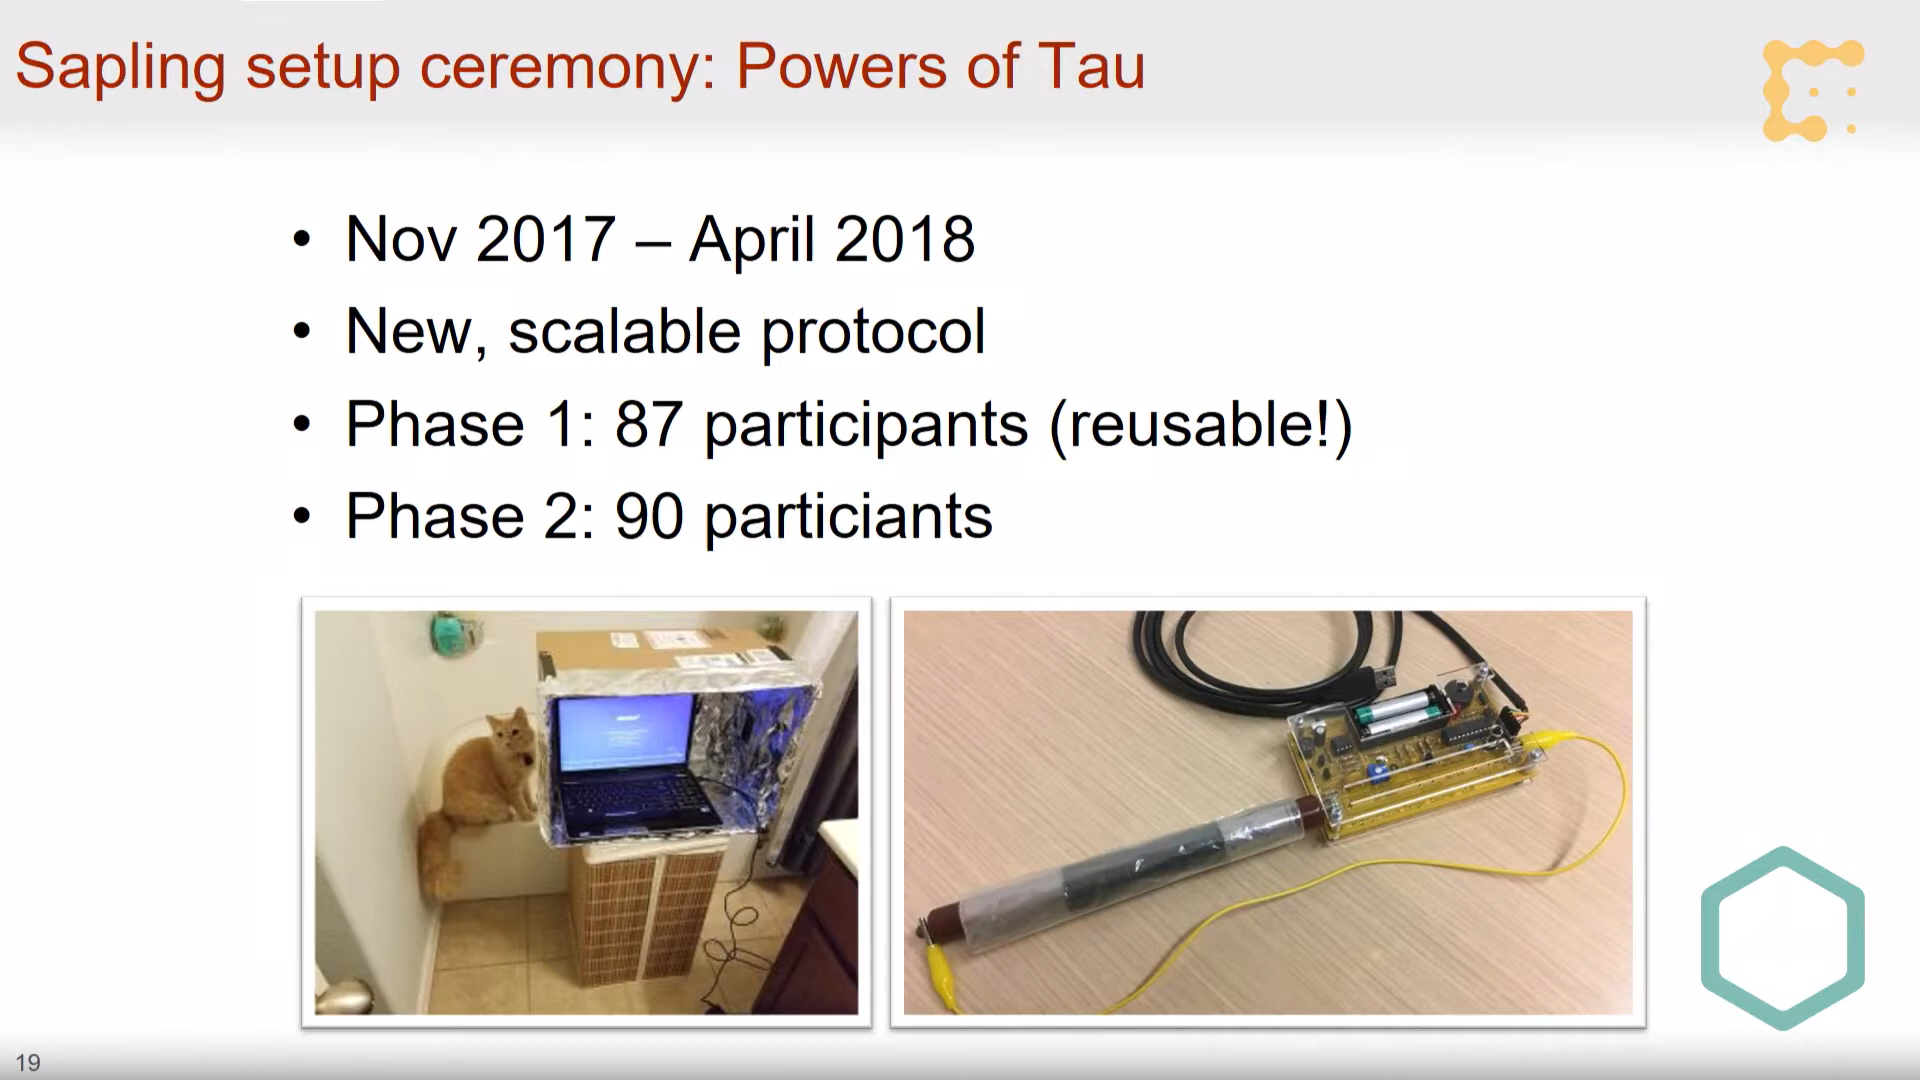 Sapling setup ceremony: Powers of Tau
• Nov 2017 – April 2018
• New, scalable protocol
• Phase 1: 87 participants (reusable!)
• Phase 2: 90 particiants
19